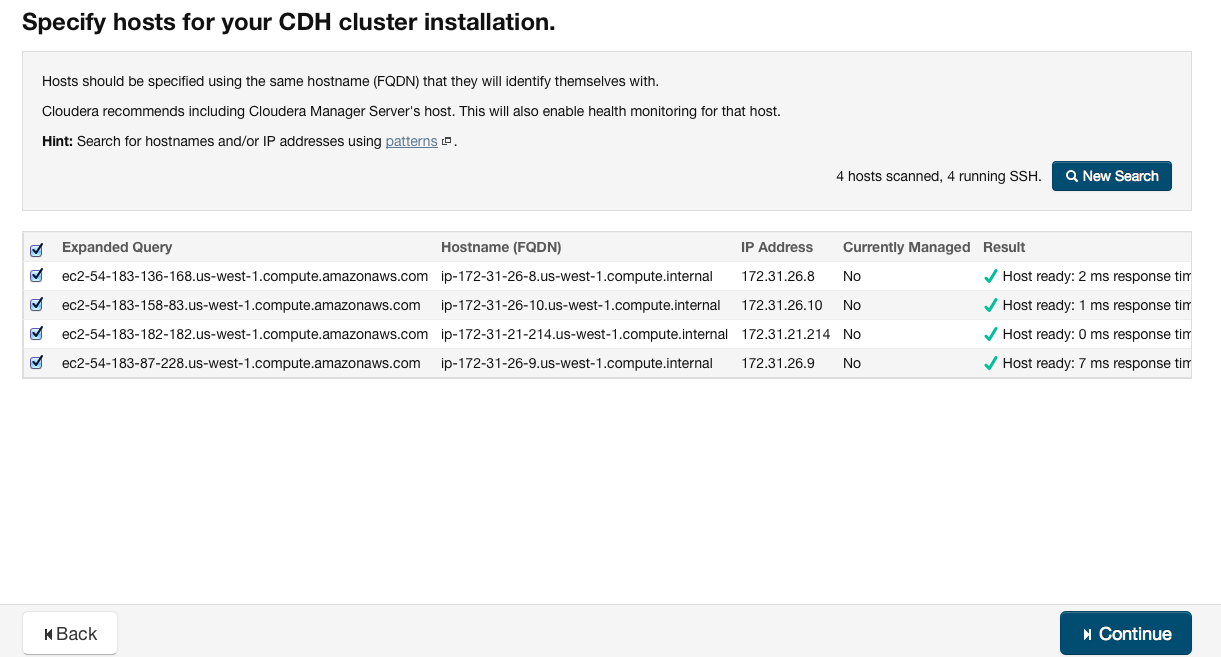 Specify hosts for your CDH cluster installation.
Hosts should be specified using the same hostname (FQDN) that they will identify themselves with.
Cloudera recommends including Cloudera Manager Server's host. This will also enable health monitoring for that host.
Hint: Search for hostnames and/or IP addresses using patterns .
4 hosts scanned, 4 running SSH. New Search
Expanded Query Hostname (FQDN) IP Address Currently Managed Result
ec2-54-183-136-168.us-west-1.compute.amazonaws.com ip-172-31-26-8.us-west-1.compute.internal 172.31.26.8 No Host ready: 2 ms response tim
ec2-54-183-158-83.us-west-1.compute.amazonaws.com ip-172-31-26-10.us-west-1.compute.internal 172.31.26.10 No Host ready: 1 ms response tim
ec2-54-183-182-182.us-west-1.compute.amazonaws.com ip-172-31-21-214.us-west-1.compute.internal 172.31.21.214 No Host ready: 0 ms response tim
ec2-54-183-87-228.us-west-1.compute.amazonaws.com ip-172-31-26-9.us-west-1.compute.internal 172.31.26.9 No Host ready: 7 ms response tim
Back Continue